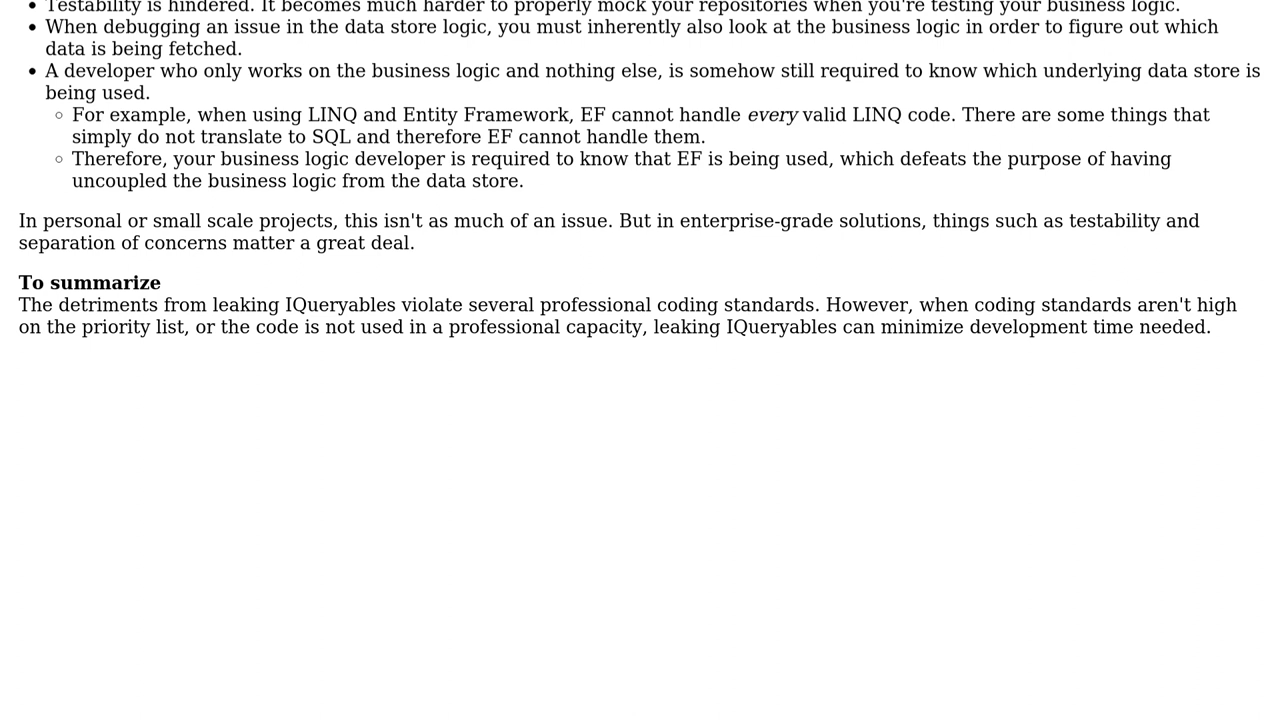 Testability is hindered. It becomes much harder to properly mock your repositories when you're testing your business logic.
When debugging an issue in the data store logic, you must inherently also look at the business logic in order to figure out which
data is being fetched.
A developer who only works on the business logic and nothing else, is somehow still required to know which underlying data store is
being used.
For example, when using LINQ and Entity Framework, EF cannot handle every valid LINQ code. There are some things that
simply do not translate to SQL and therefore EF cannot handle them.
Therefore, your business logic developer is required to know that EF is being used, which defeats the purpose of having
uncoupled the business logic from the data store.
In personal or small scale projects, this isn't as much of an issue. But in enterprise-grade solutions, things such as testability and
separation of concerns matter a great deal.
To summarize
The detriments from leaking IQueryables violate several professional coding standards. However, when coding standards aren't high
on the priority list, or the code is not used in a professional capacity, leaking IQueryables can minimize development time needed.